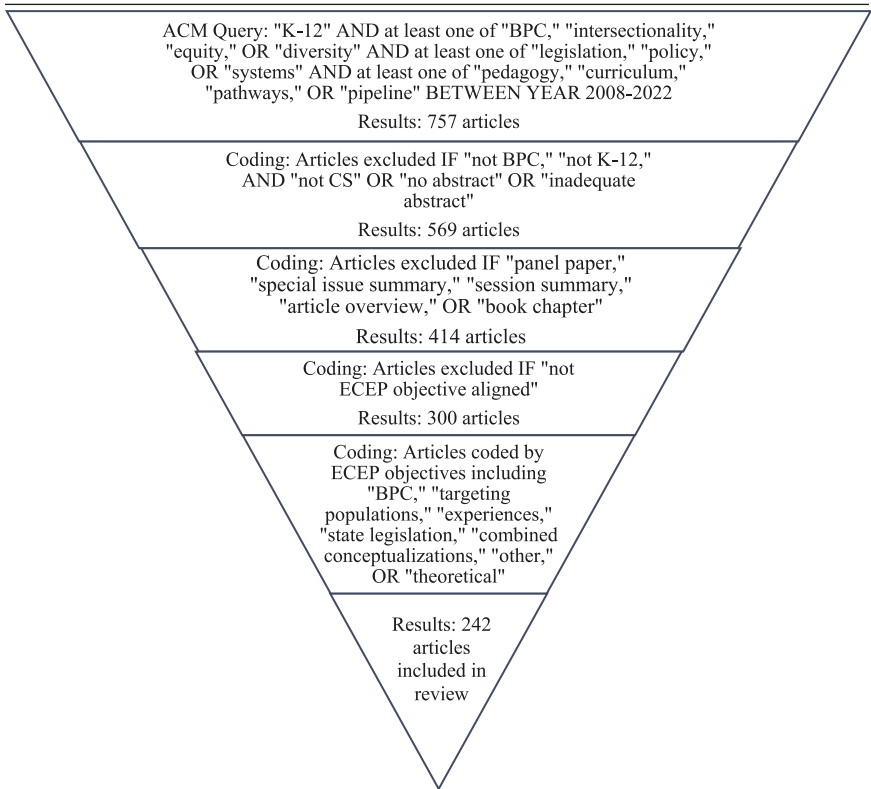 ACM Query: "K-12" AND at least one of "BPC," "intersectionality,"
"equity," OR "diversity" AND at least one of "legislation," "policy,"
OR "systems" AND at least one of "pedagogy," "curriculum,"
"pathways," OR "pipeline" BETWEEN YEAR 2008-2022
Results: 757 articles
Coding: Articles excluded IF "not BPC," "not K-12,"
AND "not CS" OR "no abstract" OR "inadequate
abstract"
Results: 569 articles
Coding: Articles excluded IF "panel paper,"
"special issue summary," "session summary,"
"article overview," OR "book chapter"
Results: 414 articles
Coding: Articles excluded IF "not
ECEP objective aligned"
Results: 300 articles
Coding: Articles coded by
ECEP objectives including
"BPC," "targeting
populations," "experiences,"
"state legislation," "combined
conceptualizations," "other,"
OR "theoretical"
Results: 242
articles
included in
review